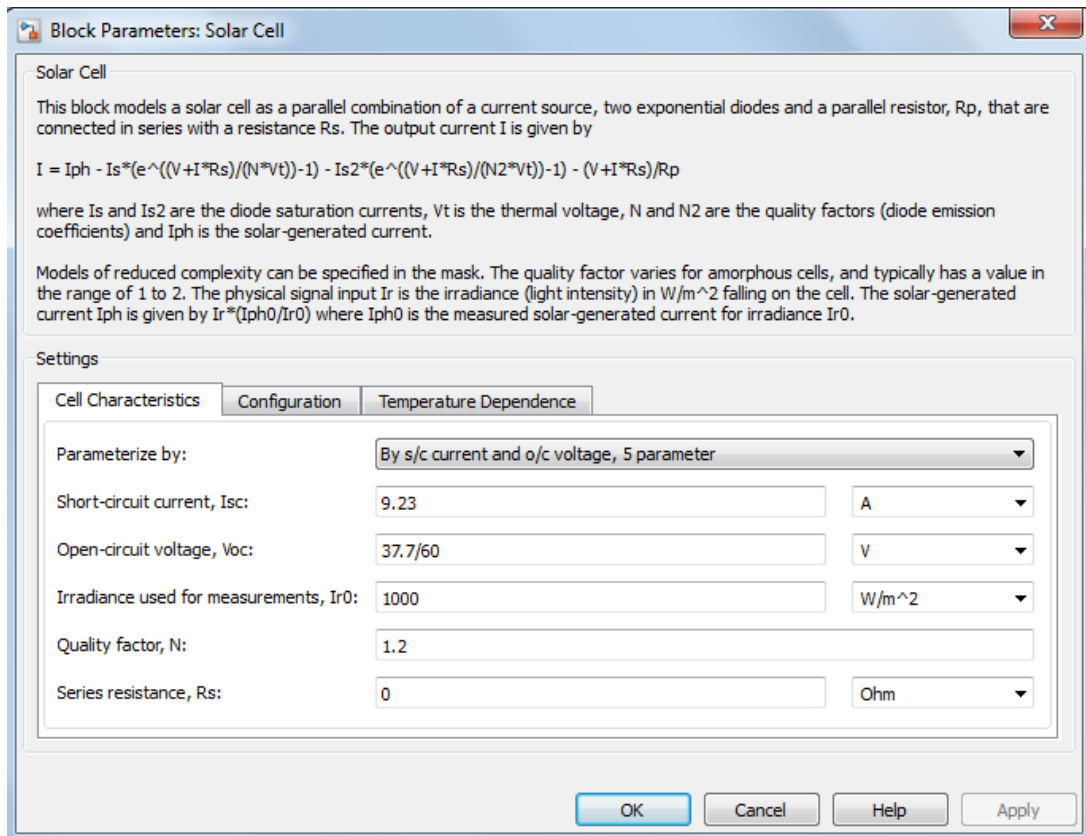 Block Parameters: Solar Cell
Solar Cell
This block models a solar cell as a parallel combination of a current source, two exponential diodes and a parallel resistor, Rp, that are
connected in series with a resistance Rs. The output current I is given by
I = Iph - Is*(e^((V+I*Rs)/(N*Vt))-1) - Is2*(e^((V+I*Rs)/(N2*Vt))-1) - (V+I*Rs)/Rp
where Is and Is2 are the diode saturation currents, Vt is the thermal voltage, N and N2 are the quality factors (diode emission
coefficients) and Iph is the solar-generated current.
Models of reduced complexity can be specified in the mask. The quality factor varies for amorphous cells, and typically has a value in
the range of 1 to 2. The physical signal input Ir is the irradiance (light intensity) in W/m^2 falling on the cell. The solar-generated
current Iph is given by Ir*(Iph0/Ir0) where Iph0 is the measured solar-generated current for irradiance Ir0.
Settings
Cell Characteristics Configuration Temperature Dependence
Parameterize by: By s/c current and o/c voltage, 5 parameter
Short-circuit current, Isc: 9.23 A
Open-circuit voltage, Voc: 37.7/60 V
Irradiance used for measurements, Ir0: 1000 W/m^2
Quality factor, N: 1.2
Series resistance, Rs: 0 Ohm
OK Cancel Help Apply